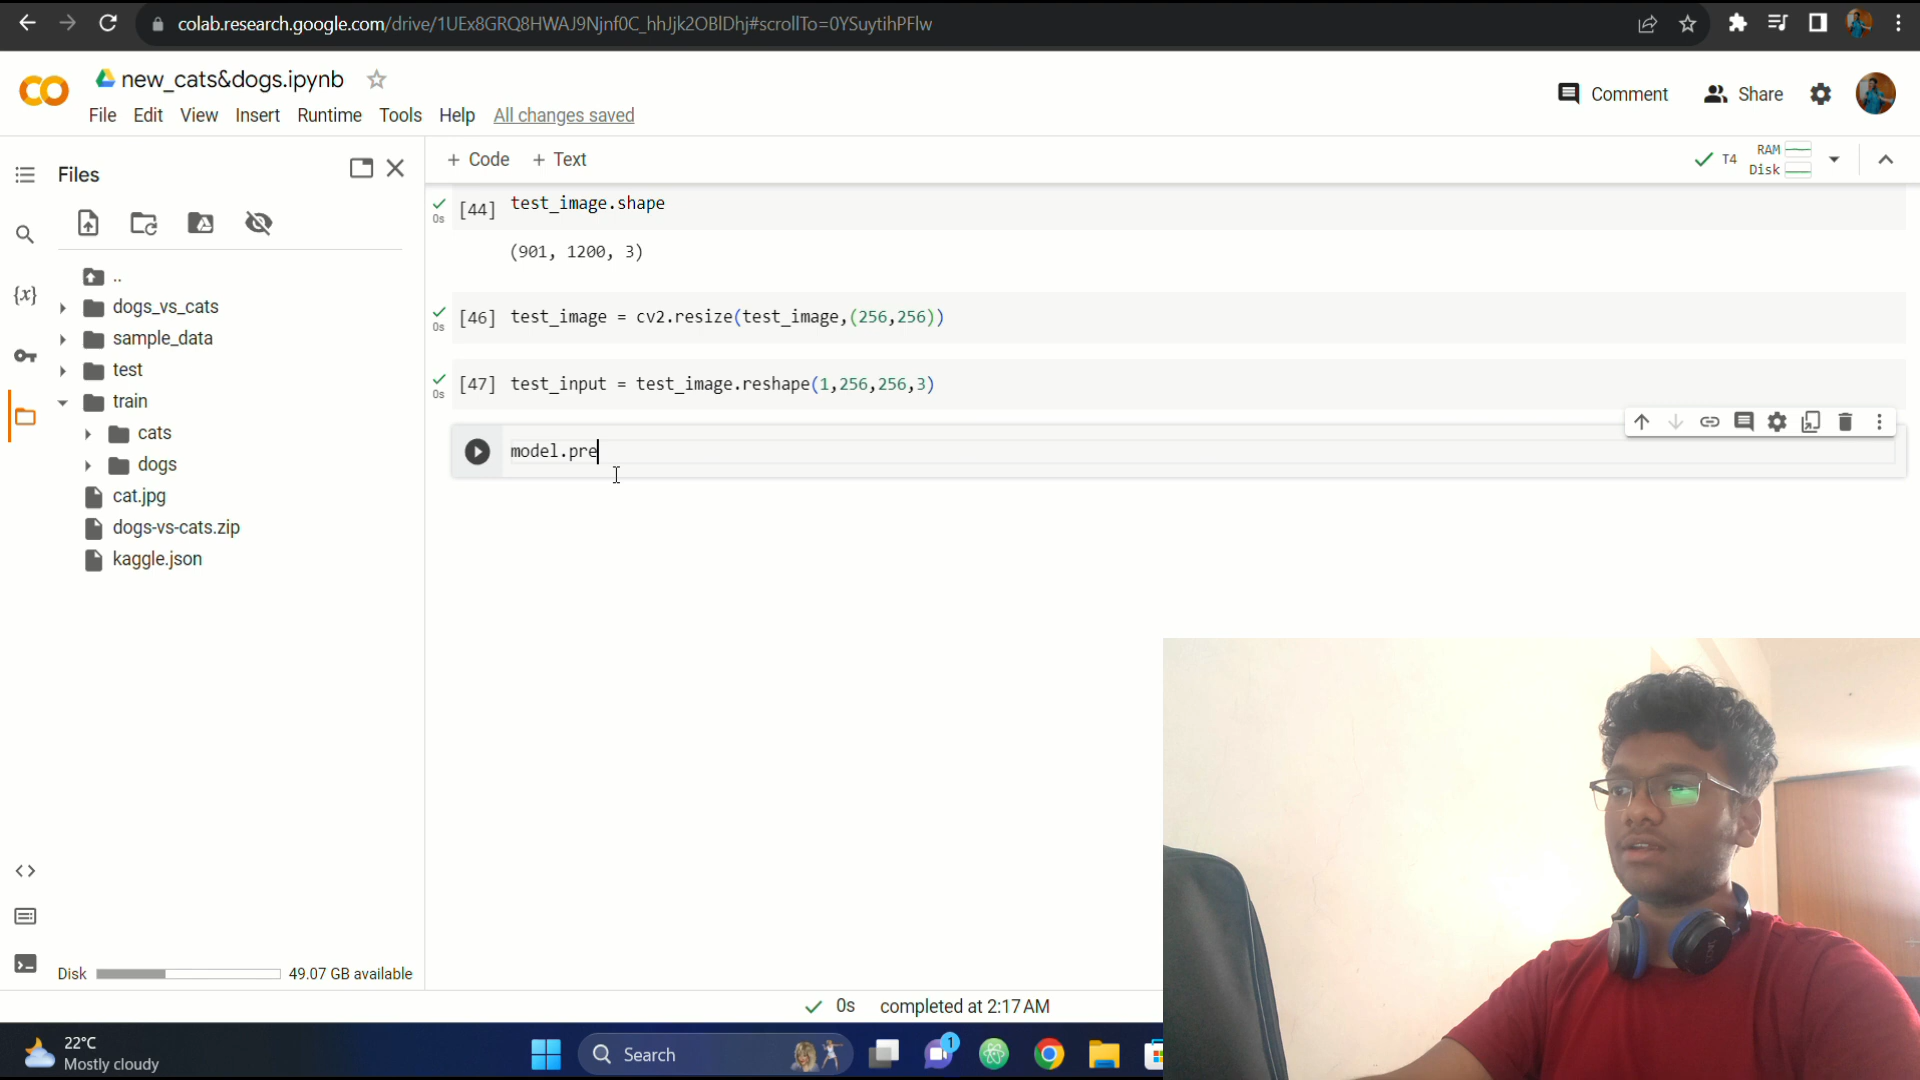 colab.research.google.com/drive/1UEx8GRQ8HWAJ9Njnf0C_hhJjk2OBlDhj#scrollTo=0YSuytihPFlw
new_cats&dogs.ipynb
File Edit View Insert Runtime Tools Help All changes saved
Comment Share
Files
+ Code + Text
T4 RAM Disk
[44] test_image.shape
0s
(901, 1200, 3)
[46] test_image = cv2.resize(test_image,(256,256))
0s
[47] test_input = test_image.reshape(1,256,256,3)
0s
model.pre
{x}
..
dogs_vs_cats
sample_data
test
train
cats
dogs
cat.jpg
dogs-vs-cats.zip
kaggle.json
Disk 49.07 GB available
0s completed at 2:17 AM
22°C
Mostly cloudy
Search
1